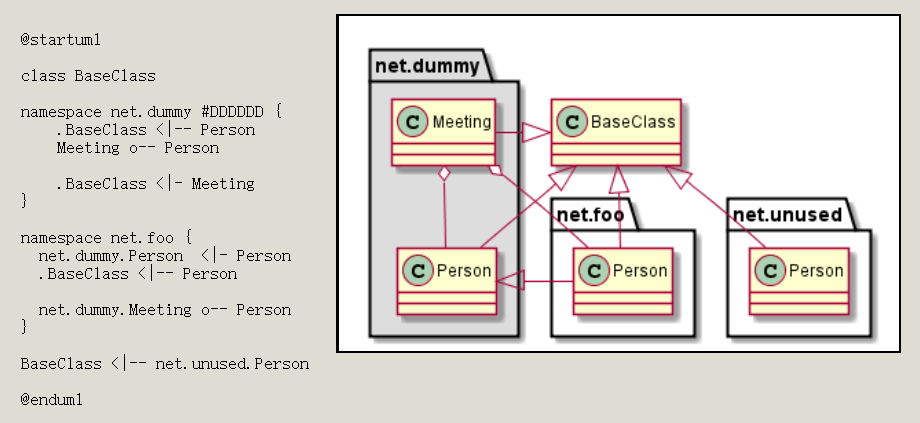 @startuml
class BaseClass
namespace net.dummy #DDDDDD {
.BaseClass <|-- Person
Meeting o-- Person
.BaseClass <|- Meeting
}
namespace net.foo {
net.dummy.Person <|- Person
.BaseClass <|-- Person
net.dummy.Meeting o-- Person
}
BaseClass <|-- net.unused.Person
@enduml
net.dummy
C Meeting
C BaseClass
net.foo
net.unused
C Person
C Person
C Person